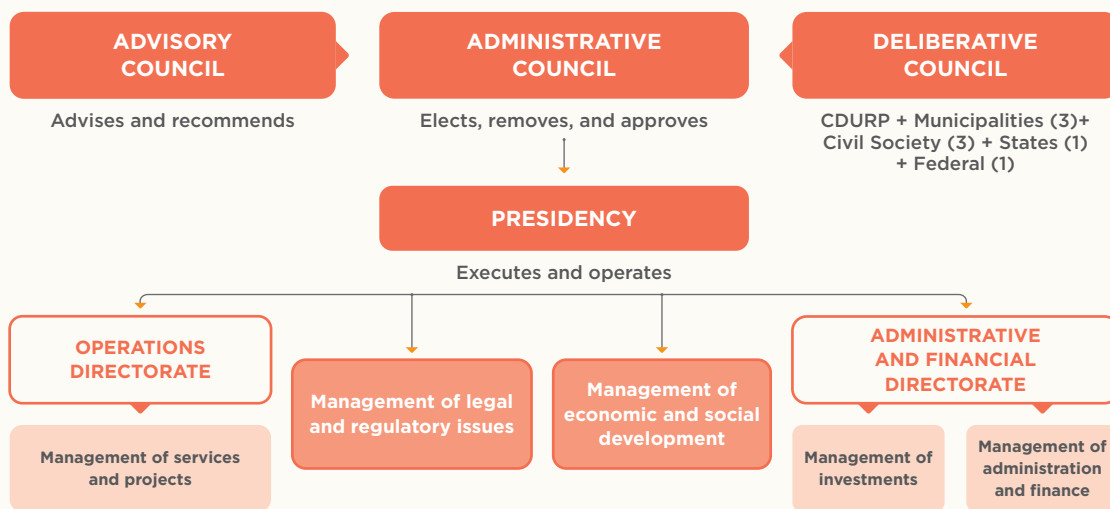 ADVISORY
COUNCIL
Advises and recommends
ADMINISTRATIVE
COUNCIL
Elects, removes, and approves
DELIBERATIVE
COUNCIL
CDURP + Municipalities (3)+
Civil Society (3) + States (1)
+ Federal (1)
PRESIDENCY
Executes and operates
OPERATIONS
DIRECTORATE
Management of services
and projects
Management of legal
and regulatory issues
Management of
economic and social
development
ADMINISTRATIVE
AND FINANCIAL
DIRECTORATE
Management of
investments
Management of
administration
and finance